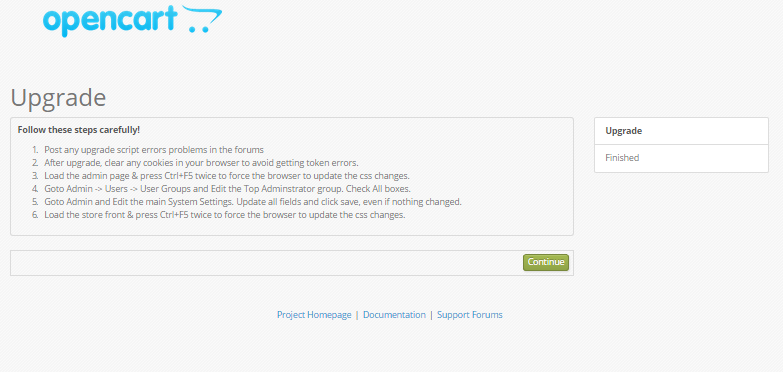 opencart
Upgrade
Follow these steps carefully!
1. Post any upgrade script errors problems in the forums
2. After upgrade, clear any cookies in your browser to avoid getting token errors.
3. Load the admin page & press Ctrl+F5 twice to force the browser to update the css changes.
4. Goto Admin -> Users -> User Groups and Edit the Top Adminstrator group. Check All boxes.
5. Goto Admin and Edit the main System Settings. Update all fields and click save, even if nothing changed.
6. Load the store front & press Ctrl+F5 twice to force the browser to update the css changes.
Continue
Upgrade
Finished
Project Homepage | Documentation | Support Forums